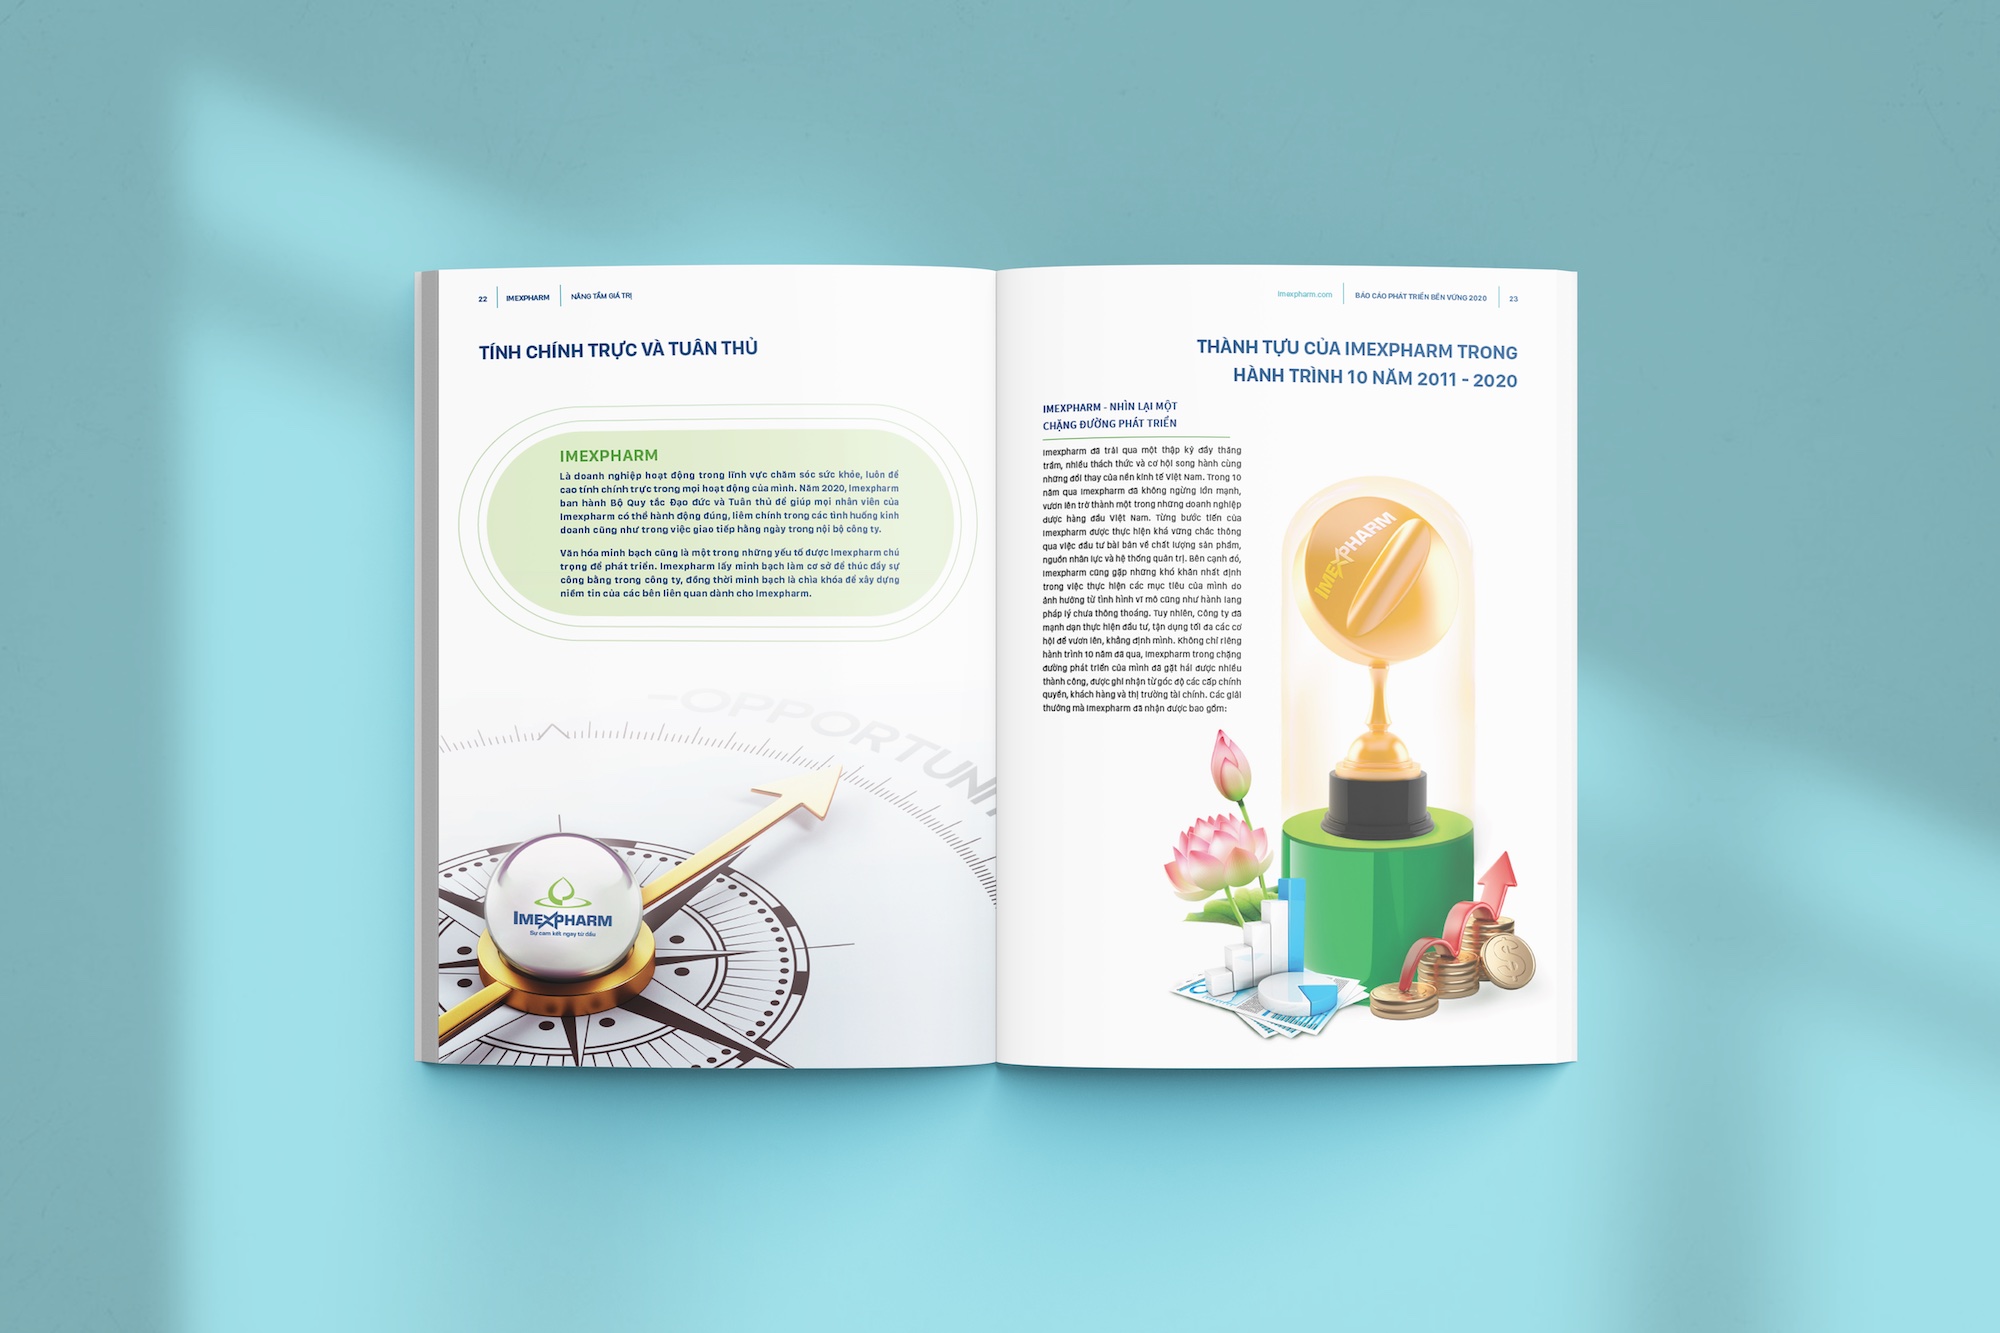 22 | IMEXPHARM | NÂNG TẦM GIÁ TRỊ
TÍNH CHÍNH TRỰC VÀ TUÂN THỦ
IMEXPHARM
Là doanh nghiệp hoạt động trong lĩnh vực chăm sóc sức khỏe, luôn đề
cao tính chính trực trong mọi hoạt động của mình. Năm 2020, Imexpharm
ban hành Bộ Quy tắc Đạo đức và Tuân thủ để giúp mọi nhân viên của
Imexpharm có thể hành động đúng, liêm chính trong các tình huống kinh
doanh cũng như trong việc giao tiếp hằng ngày trong nội bộ công ty.
Văn hóa minh bạch cũng là một trong những yếu tố được Imexpharm chú
trọng để phát triển. Imexpharm lấy minh bạch làm cơ sở để thúc đẩy sự
công bằng trong công ty, đồng thời minh bạch là chìa khóa để xây dựng
niềm tin của các bên liên quan dành cho Imexpharm.
OPPORTUNI
IMEXPHARM
Sự cam kết ngay từ đầu
Imexpharm.com | BÁO CÁO PHÁT TRIỂN BỀN VỮNG 2020 | 23
THÀNH TỰU CỦA IMEXPHARM TRONG
HÀNH TRÌNH 10 NĂM 2011 - 2020
IMEXPHARM - NHÌN LẠI MỘT
CHẶNG ĐƯỜNG PHÁT TRIỂN
Imexpharm đã trải qua một thập kỷ đầy thăng
trầm, nhiều thách thức và cơ hội song hành cùng
những đổi thay của nền kinh tế Việt Nam. Trong 10
năm qua Imexpharm đã không ngừng lớn mạnh,
vươn lên trở thành một trong những doanh nghiệp
dược hàng đầu Việt Nam. Từng bước tiến của
Imexpharm được thực hiện khá vững chắc thông
qua việc đầu tư bài bản về chất lượng sản phẩm,
nguồn nhân lực và hệ thống quản trị. Bên cạnh đó,
Imexpharm cũng gặp những khó khăn nhất định
trong việc thực hiện các mục tiêu của mình do
ảnh hưởng từ tình hình vĩ mô cũng như hành lang
pháp lý chưa thông thoáng. Tuy nhiên, Công ty đã
mạnh dạn thực hiện đầu tư, tận dụng tối đa các cơ
hội để vươn lên, khẳng định mình. Không chỉ riêng
hành trình 10 năm đã qua, Imexpharm trong chặng
đường phát triển của mình đã gặt hái được nhiều
thành công, được ghi nhận từ góc độ các cấp chính
quyền, khách hàng và thị trường tài chính. Các giải
thưởng mà Imexpharm đã nhận được bao gồm:
IMEXPHARM